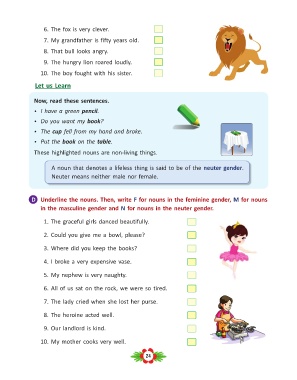 6. The fox is very clever.
7. My grandfather is fifty years old.
8. That bull looks angry.
9. The hungry lion roared loudly.
10. The boy fought with his sister.
Let us Learn
Now, read these sentences.
• I have a green pencil.
• Do you want my book?
• The cup fell from my hand and broke.
• Put the book on the table.
These highlighted nouns are non-living things.
A noun that denotes a lifeless thing is said to be of the neuter gender.
Neuter means neither male nor female.
D Underline the nouns. Then, write F for nouns in the feminine gender, M for nouns
in the masculine gender and N for nouns in the neuter gender.
1. The graceful girls danced beautifully.
2. Could you give me a bowl, please?
3. Where did you keep the books?
4. I broke a very expensive vase.
5. My nephew is very naughty.
6. All of us sat on the rock, we were so tired.
7. The lady cried when she lost her purse.
8. The heroine acted well.
9. Our landlord is kind.
10. My mother cooks very well.
24